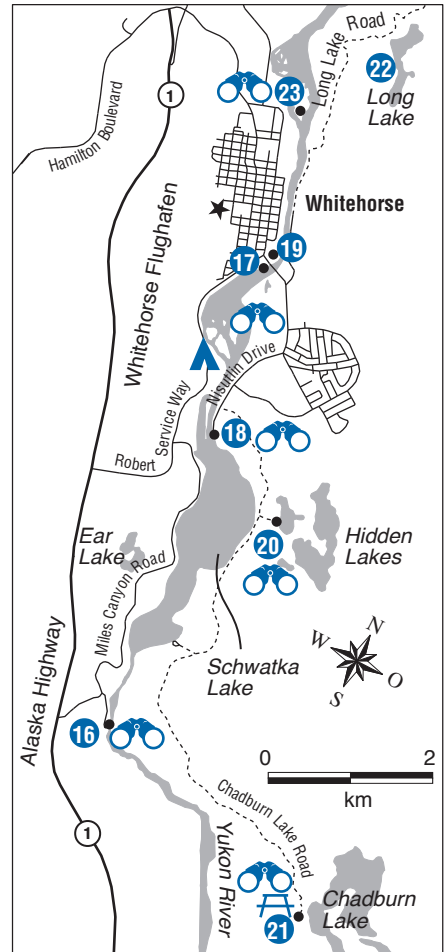 Long Lake Road
22
23
Long
Lake
1
Hamilton Boulevard
Whitehorse
19
17
Whitehorse Flughafen
Nisutlin Drive
18
Robert Service Way
20
Hidden
Lakes
Ear
Lake
Miles Canyon Road
N
W
O
S
Schwatka
Lake
Alaska Highway
16
0 2
km
Chadburn Lake Road
1
Yukon River
Chadburn
Lake
21